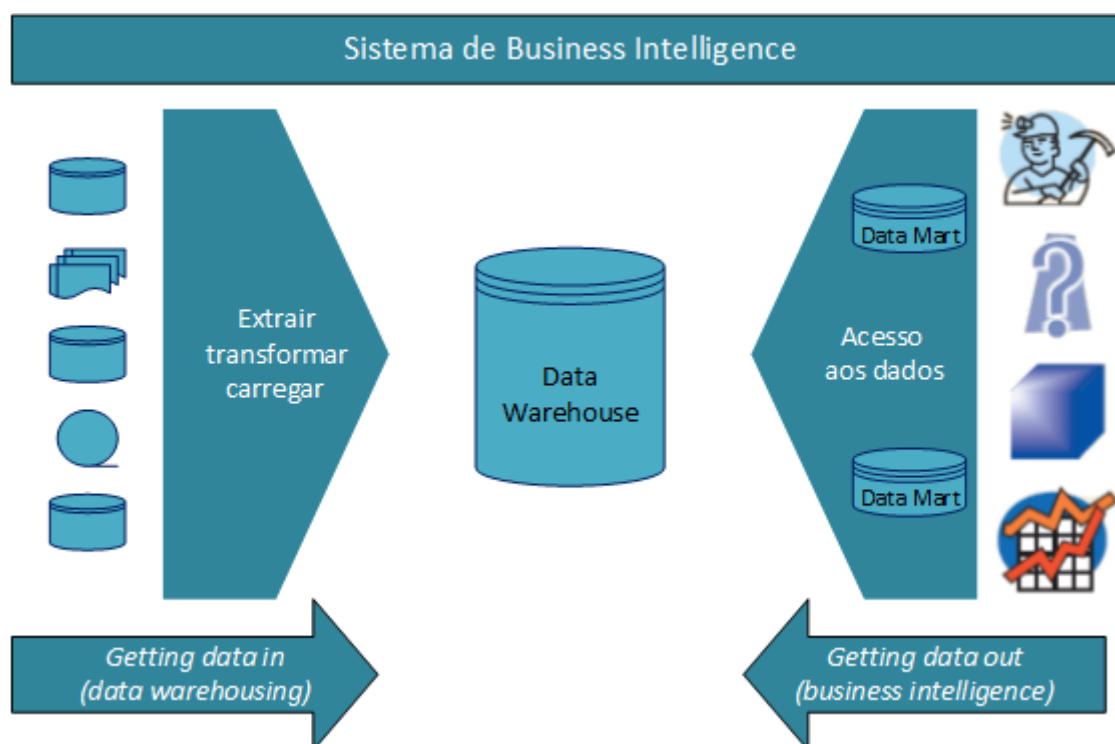 Sistema de Business Intelligence
Extrair
transformar
carregar
Data
Warehouse
Data Mart
Acesso
aos dados
Data Mart
Getting data in
(data warehousing)
Getting data out
(business intelligence)